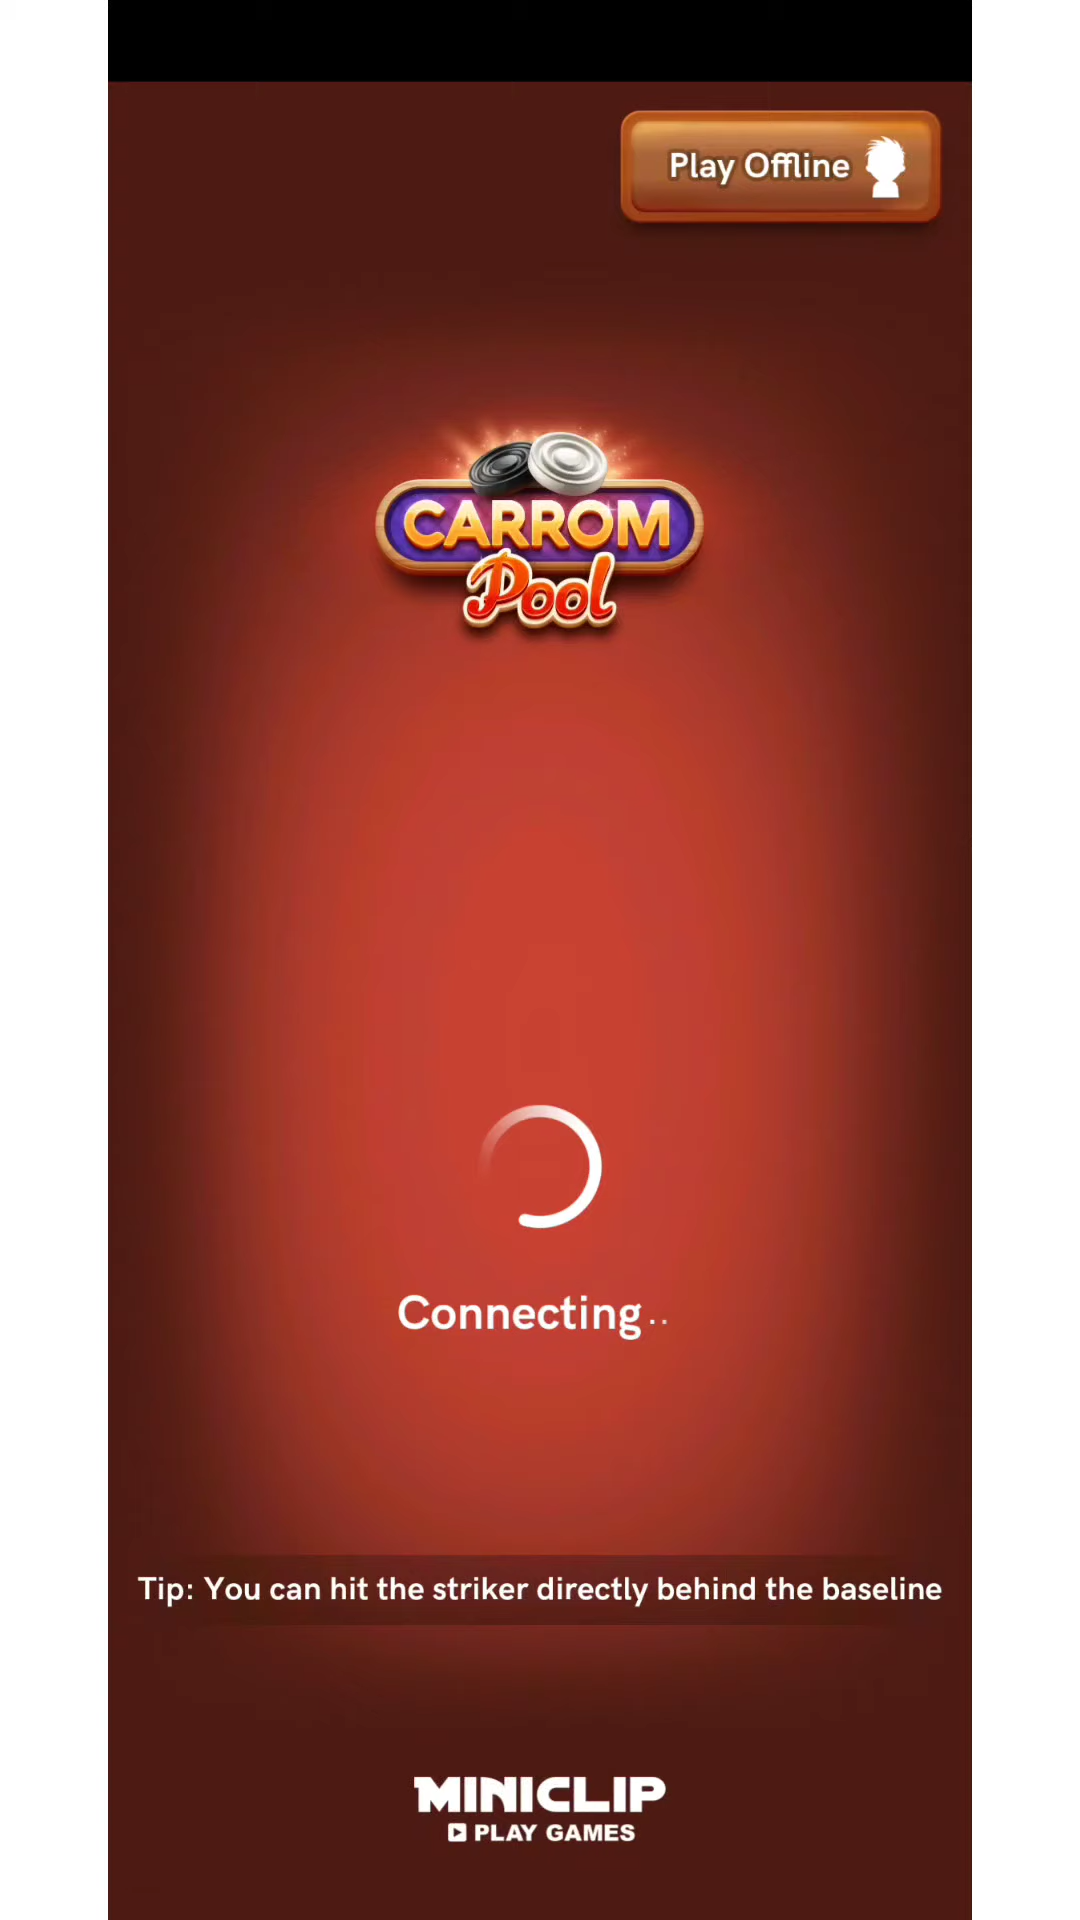 Play Offline
CARROM
Pool
Connecting..
Tip: You can hit the striker directly behind the baseline
MINICLIP
PLAY GAMES